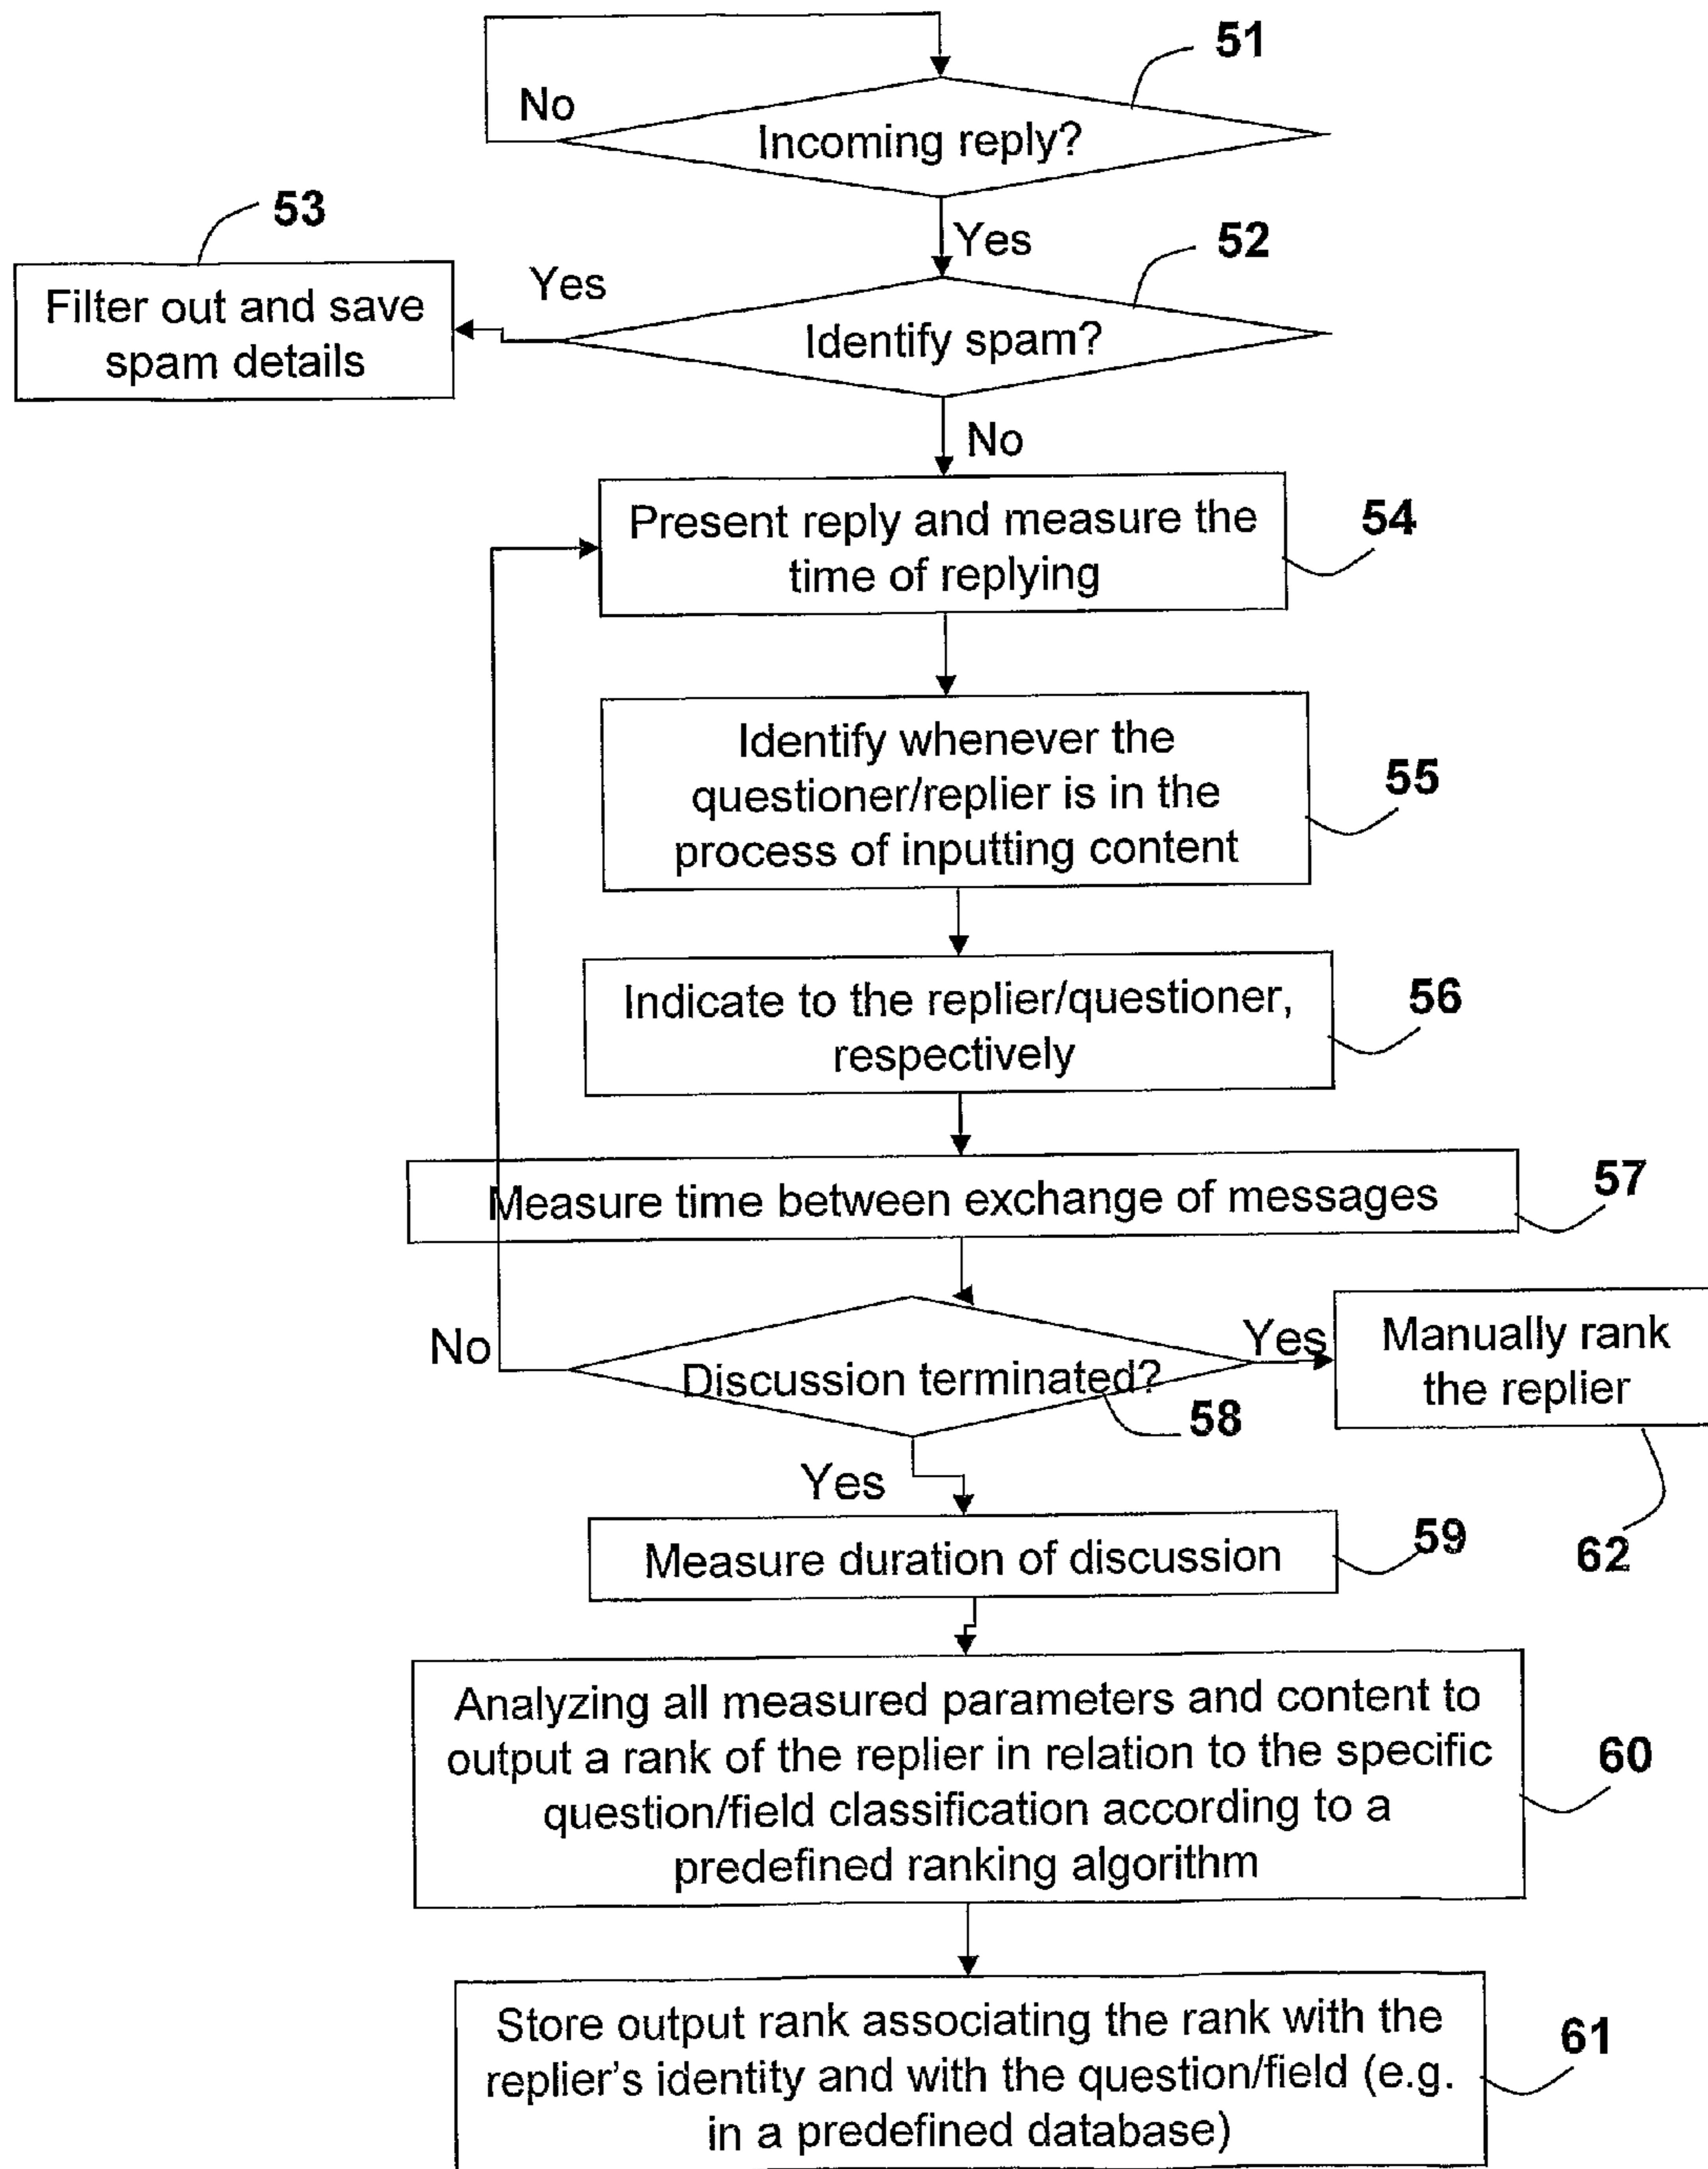 51
No
Incoming reply?
53
Yes
52
Yes
Filter out and save
spam details
Identify spam?
No
Present reply and measure the
time of replying
54
Identify whenever the
questioner/replier is in the
process of inputting content
55
Indicate to the replier/questioner,
respectively
56
Measure time between exchange of messages
57
No
Discussion terminated?
Yes
Manually rank
the replier
58
Yes
Measure duration of discussion
59
62
Analyzing all measured parameters and content to
output a rank of the replier in relation to the specific
question/field classification according to a
predefined ranking algorithm
60
Store output rank associating the rank with the
replier's identity and with the question/field (e.g.
in a predefined database)
61